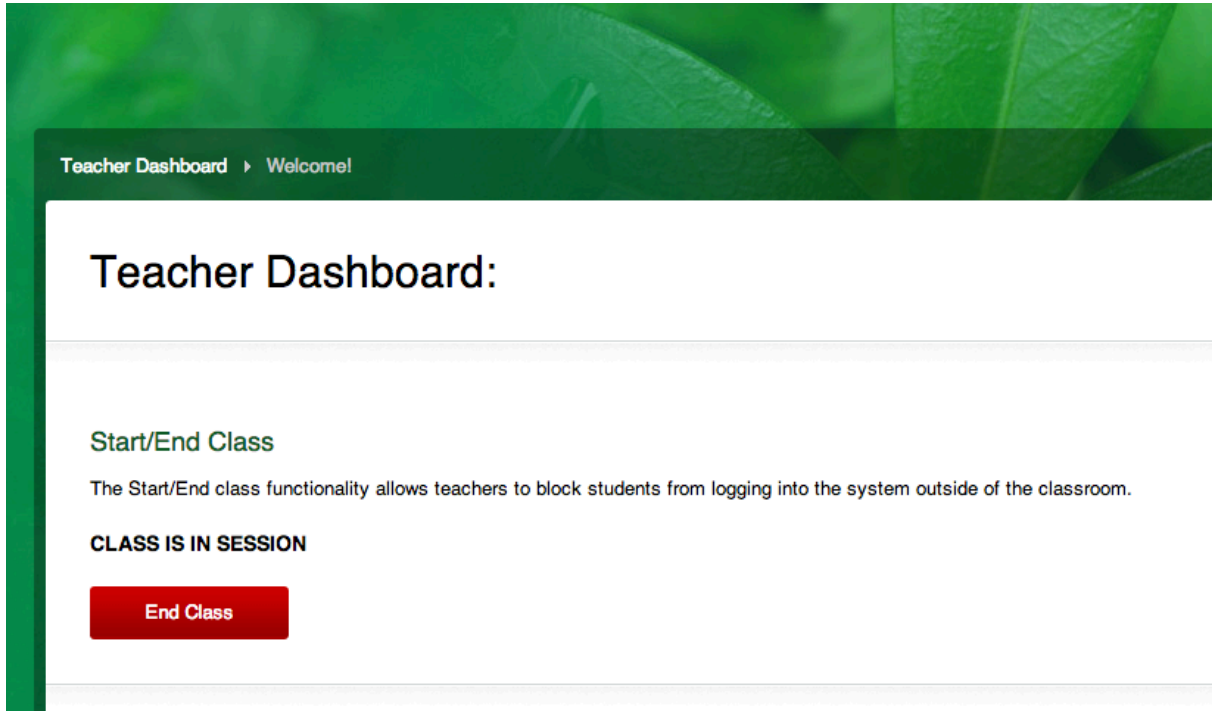 Teacher Dashboard Welcome!
Teacher Dashboard:
Start/End Class
The Start/End class functionality allows teachers to block students from logging into the system outside of the classroom.
CLASS IS IN SESSION
End Class